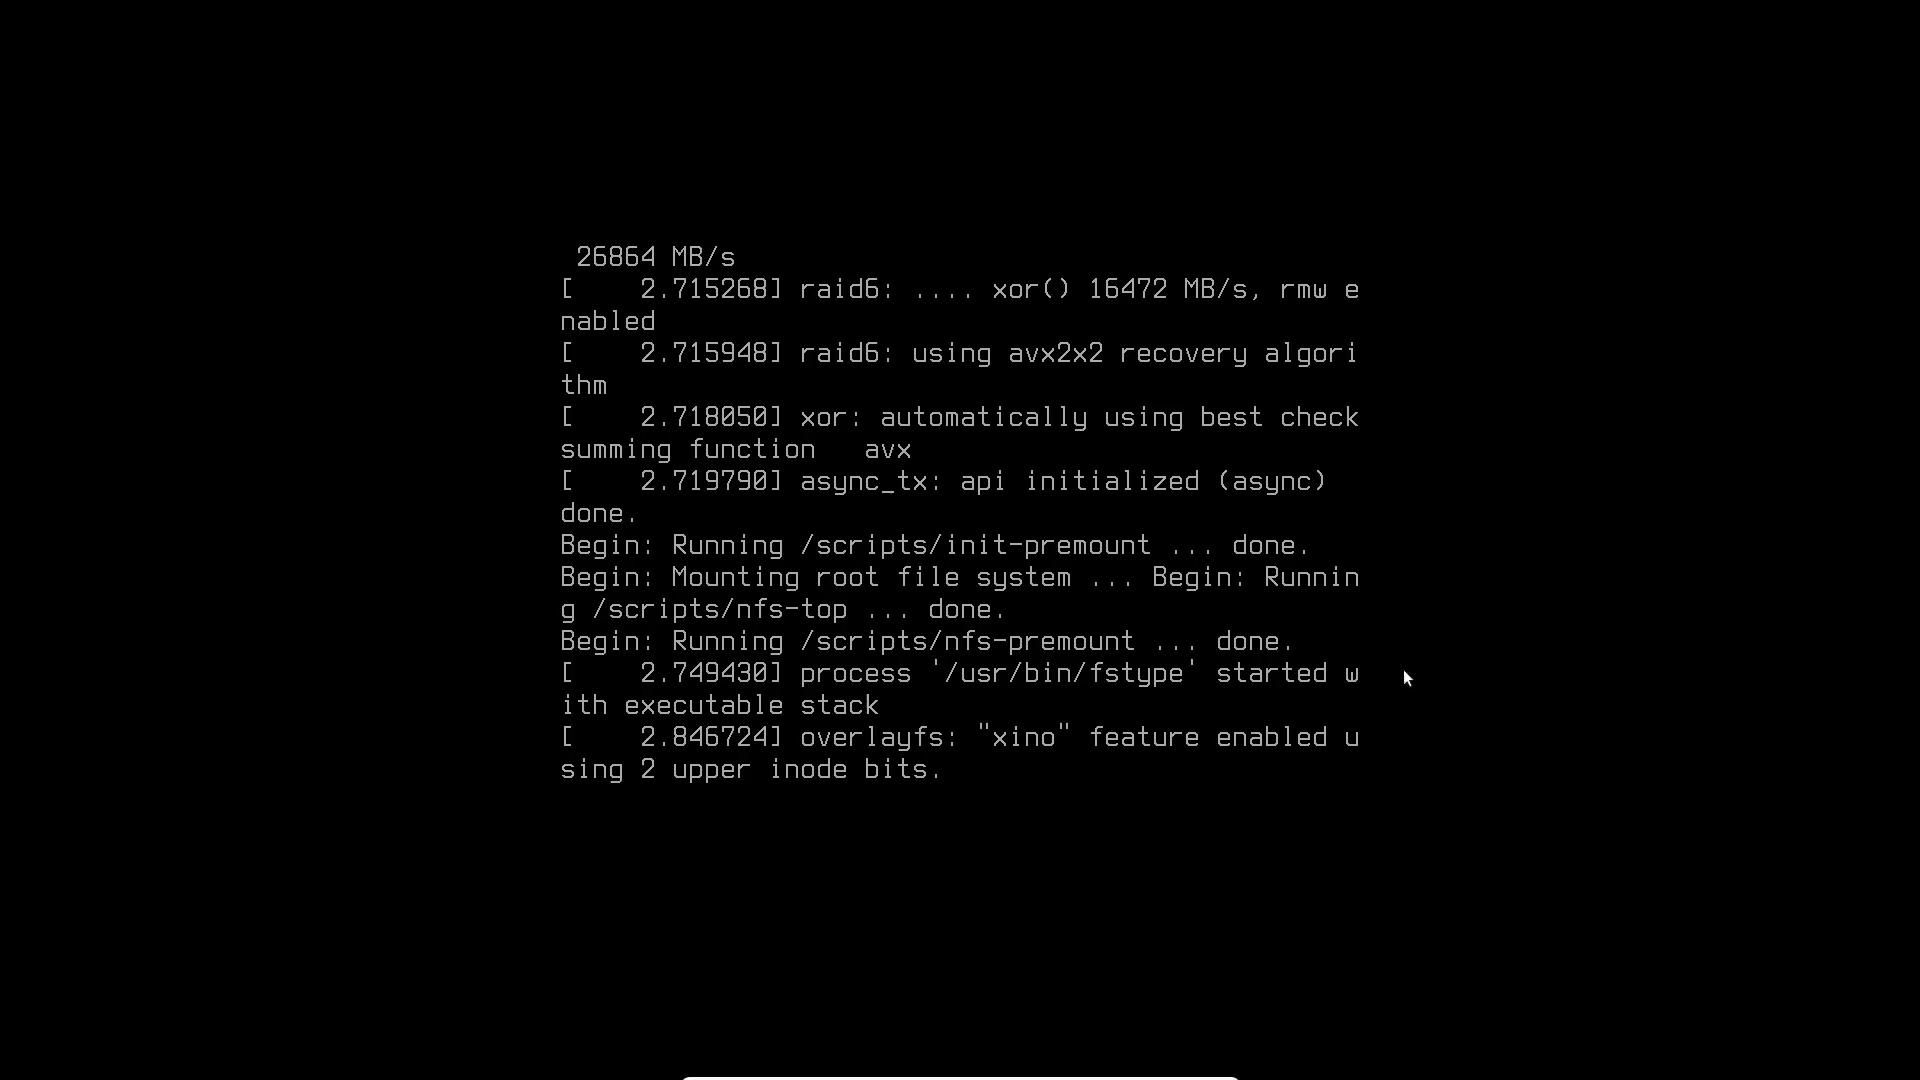 26864 MB/s
[    2.715268] raid6: .... xor() 16472 MB/s, rmw e
nabled
[    2.715948] raid6: using avx2x2 recovery algori
thm
[    2.718050] xor: automatically using best check
summing function   avx
[    2.719790] async_tx: api initialized (async)
done.
Begin: Running /scripts/init-premount ... done.
Begin: Mounting root file system ... Begin: Runnin
g /scripts/nfs-top ... done.
Begin: Running /scripts/nfs-premount ... done.
[    2.749430] process '/usr/bin/fstype' started w
ith executable stack
[    2.846724] overlayfs: "xino" feature enabled u
sing 2 upper inode bits.